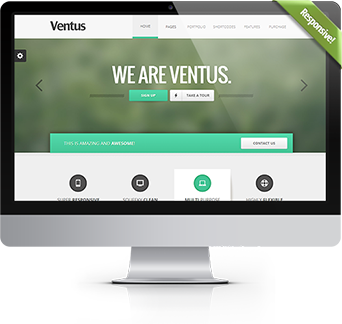 Responsive!
Ventus
HOME PAGES PORTFOLIO SHORTCODES FEATURES PURCHASE
WE ARE VENTUS.
SIGN UP TAKE A TOUR
THIS IS AMAZING AND AWESOME!
CONTACT US
SUPER RESPONSIVE SQUEEKY CLEAN MULTI PURPOSE HIGHLY FLEXIBLE